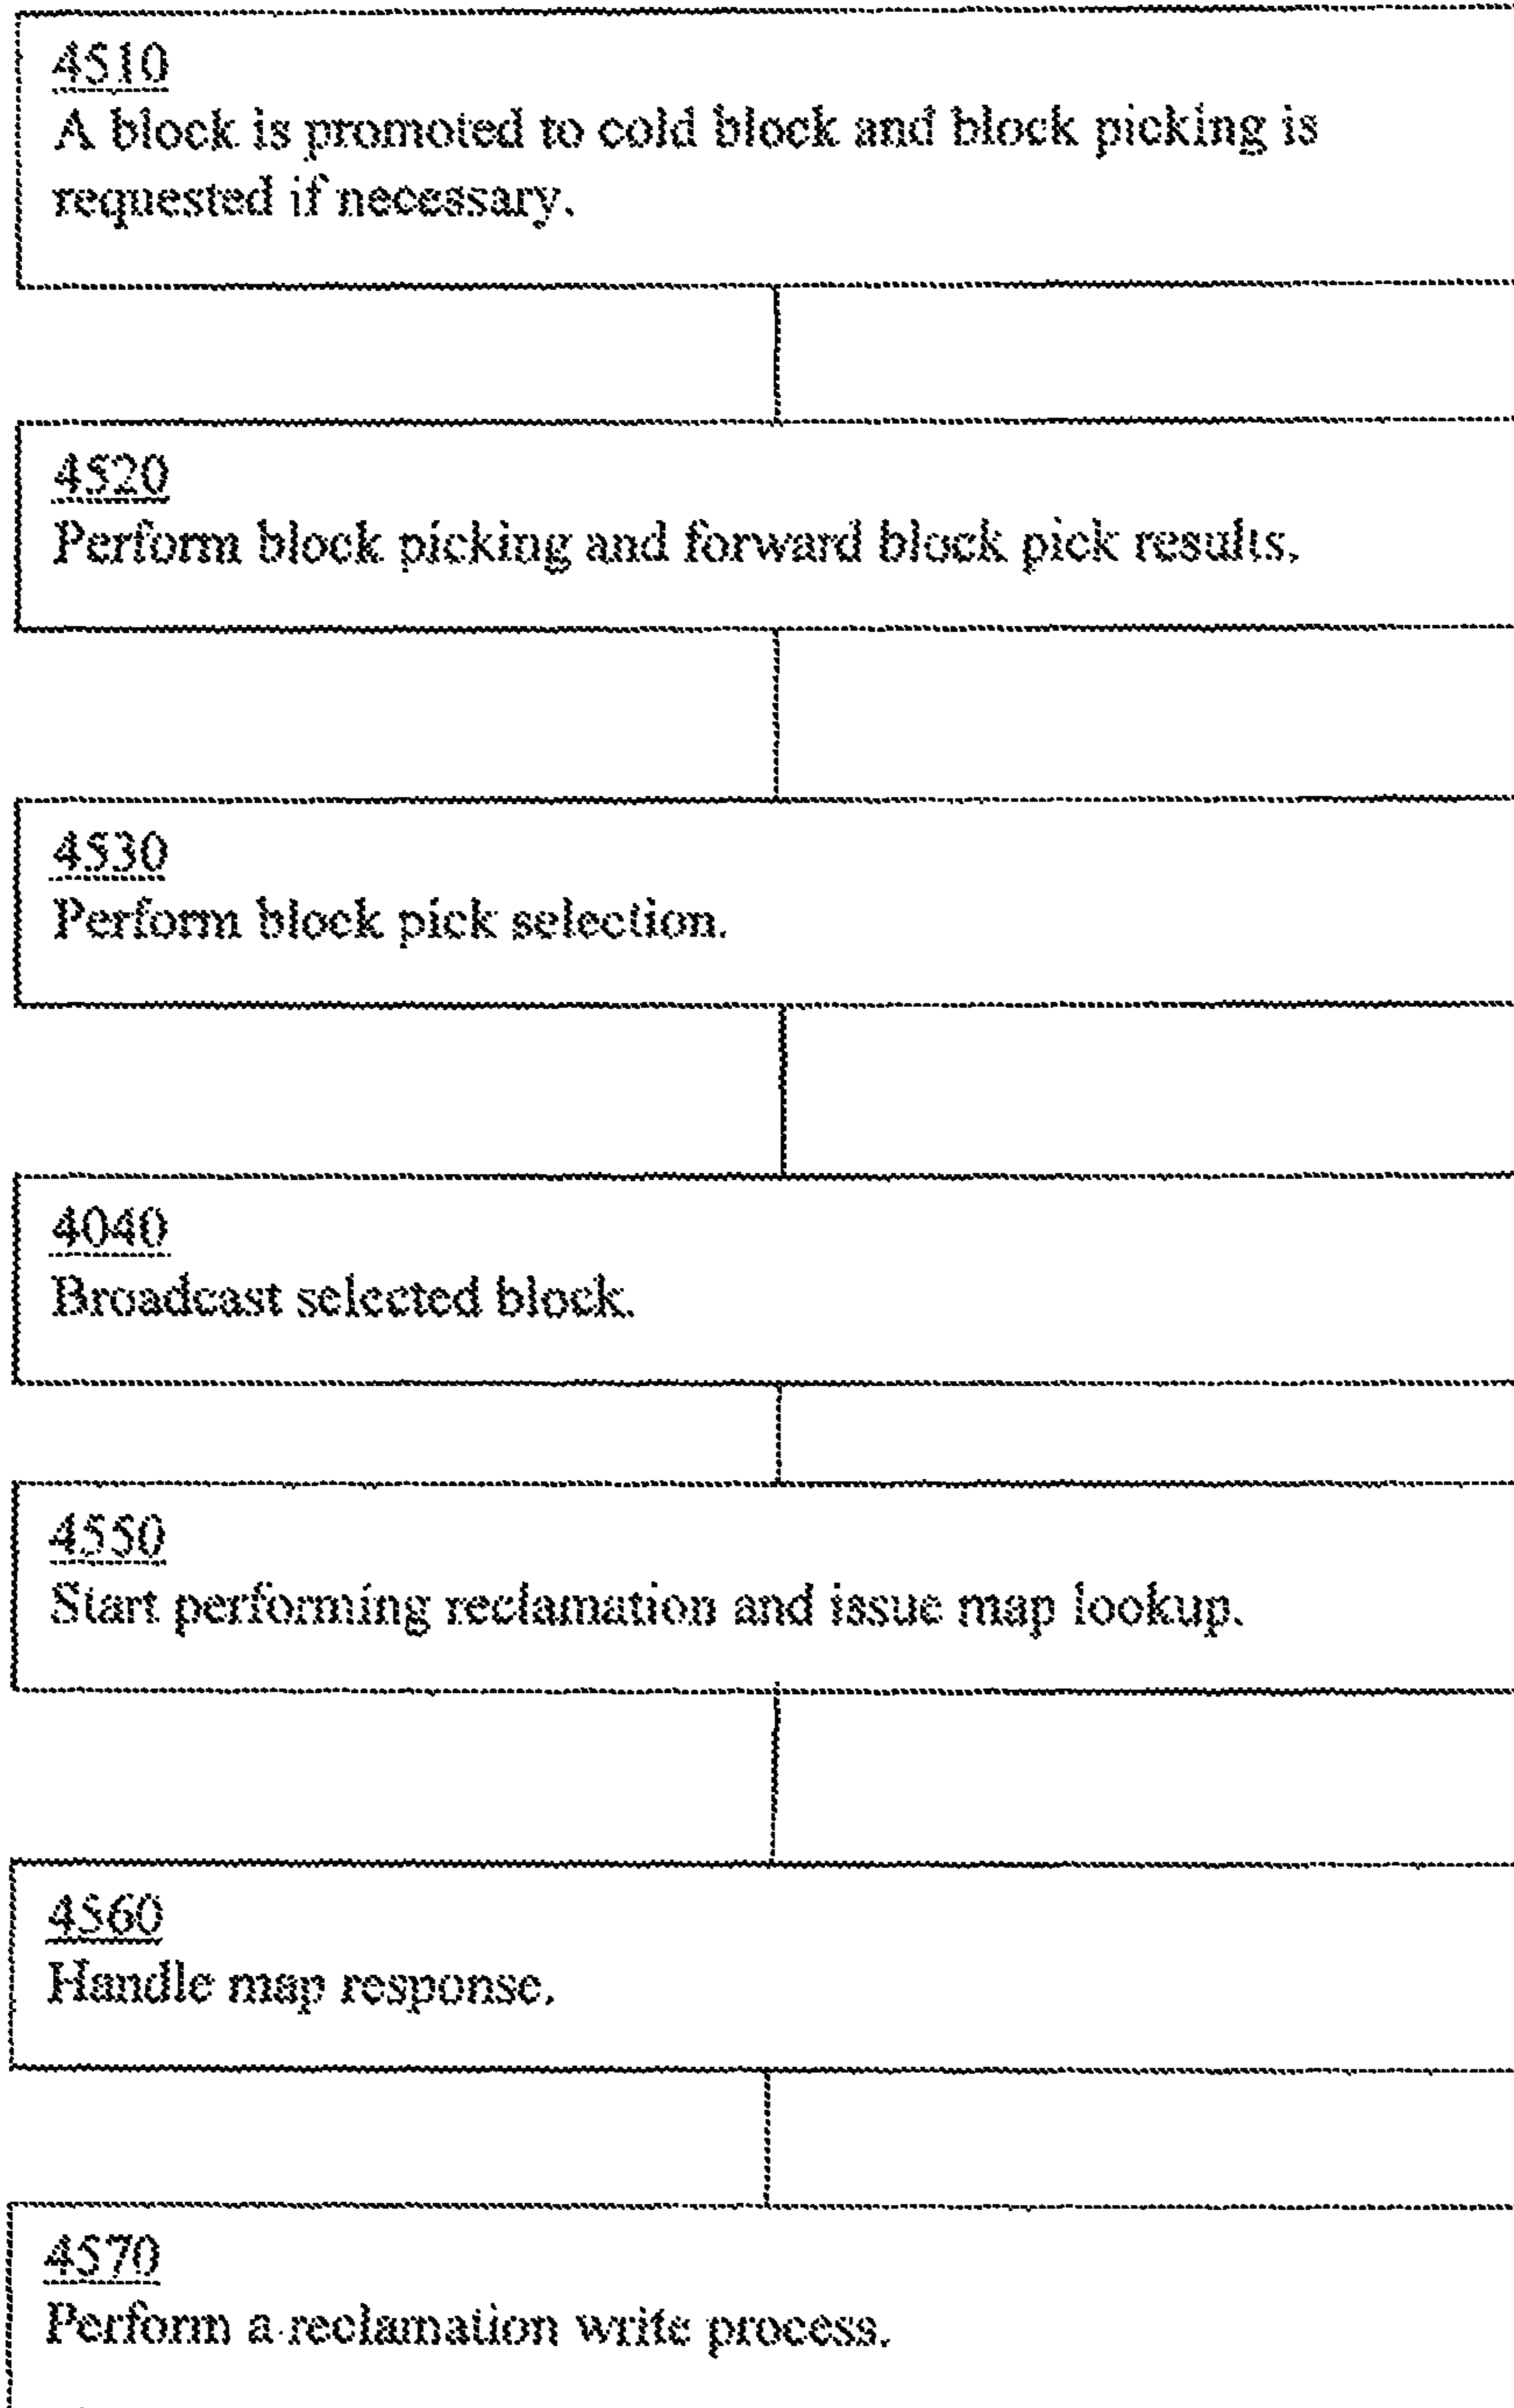 4510
A block is promoted to cold block and block picking is
requested if necessary.
4520
Perform block picking and forward block pick results.
4530
Perform block pick selection.
4040
Broadcast selected block.
4550
Start performing reclamation and issue map lookup.
4560
Handle map response.
4570
Perform a reclamation write process.